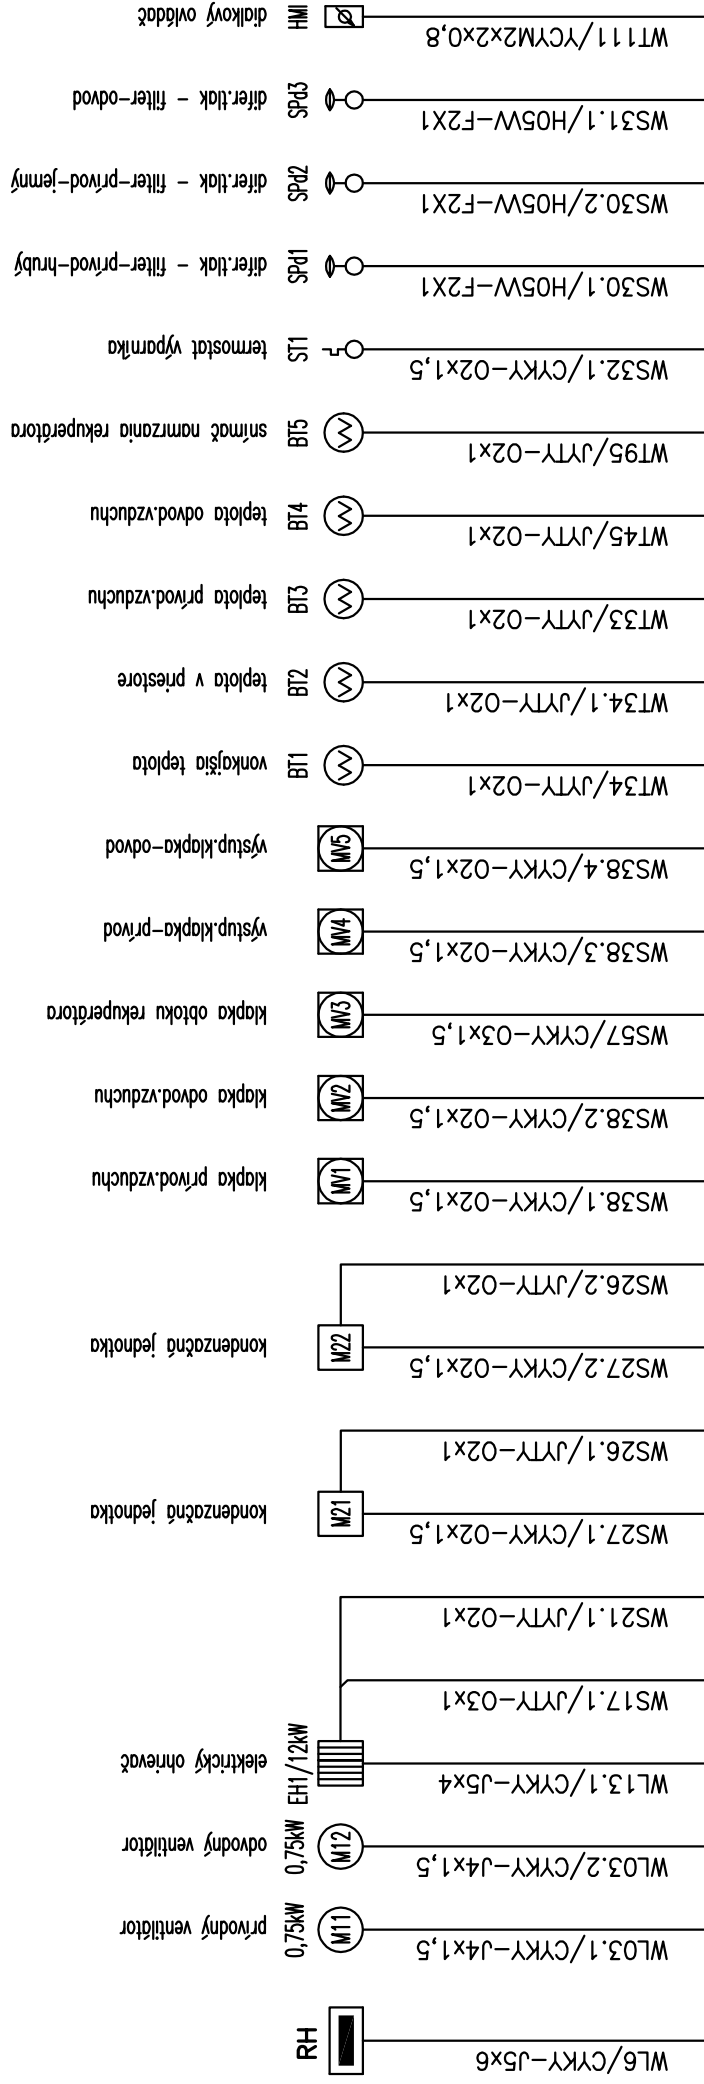 diaľkový ovládač HMI WT111/YCYM2x2x0,8
difer.tlak - filter-odvod SPd3 WS31.1/H05VV-F2X1
difer.tlak - filter-prívod-jemný SPd2 WS30.2/H05VV-F2X1
difer.tlak - filter-prívod-hrubý SPd1 WS30.1/H05VV-F2X1
termostat výparníka ST1 WS32.1/CYKY-O2x1,5
snímač namrzania rekuperátora BT5 WT95/JYTY-O2x1
teplota odvod.vzduchu BT4 WT45/JYTY-O2x1
teplota prívod.vzduchu BT3 WT33/JYTY-O2x1
teplota v priestore BT2 WT34.1/JYTY-O2x1
vonkajšia teplota BT1 WT34/JYTY-O2x1
výstup.klapka-odvod MV5 WS38.4/CYKY-O2x1,5
výstup.klapka-prívod MV4 WS38.3/CYKY-O2x1,5
klapka obtoku rekuperátora MV3 WS57/CYKY-O3x1,5
klapka odvod.vzduchu MV2 WS38.2/CYKY-O2x1,5
klapka prívod.vzduchu MV1 WS38.1/CYKY-O2x1,5
WS26.2/JYTY-O2x1
kondenzačná jednotka M22 WS27.2/CYKY-O2x1,5
WS26.1/JYTY-O2x1
kondenzačná jednotka M21 WS27.1/CYKY-O2x1,5
WS21.1/JYTY-O2x1
WS17.1/JYTY-O3x1
elektrický ohrievač EH1/12kW WL13.1/CYKY-J5x4
odvodný ventilátor 0,75kW M12 WL03.2/CYKY-J4x1,5
prívodný ventilátor 0,75kW M11 WL03.1/CYKY-J4x1,5
RH WL6/CYKY-J5x6